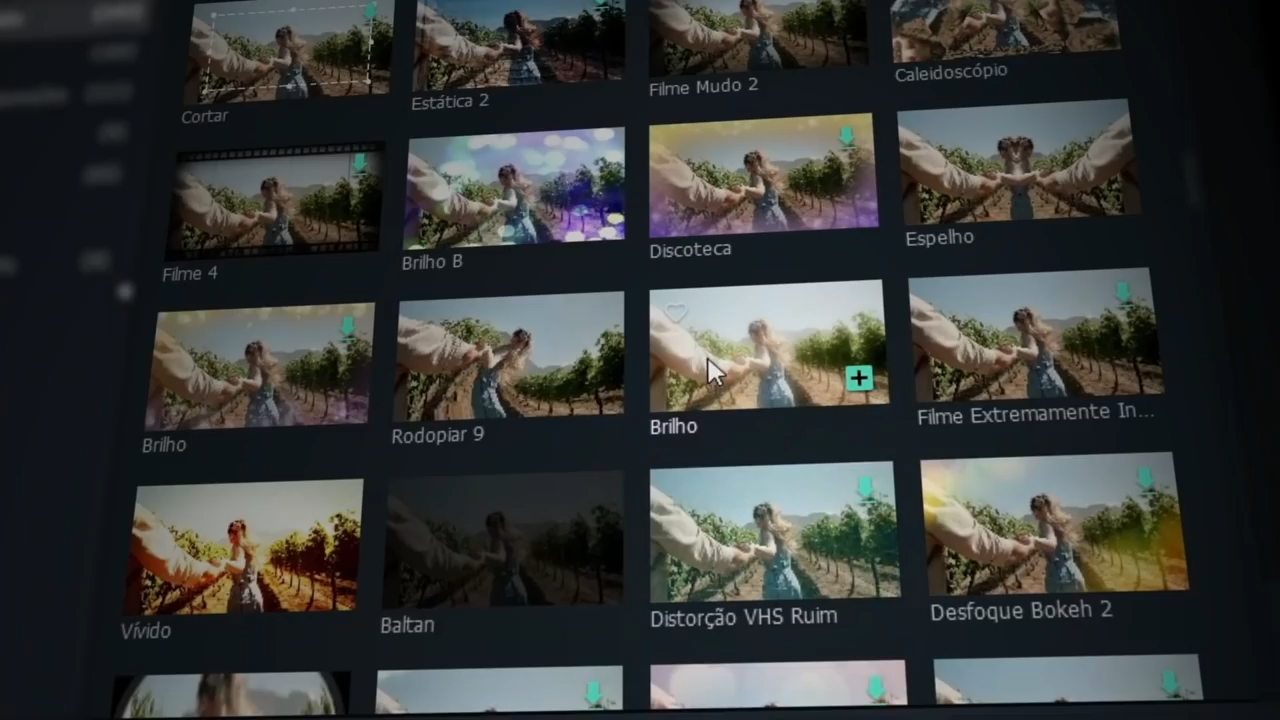 Cortar
Estática 2
Filme Mudo 2
Caleidoscópio
Filme 4
Brilho B
Discoteca
Espelho
Brilho
Rodopiar 9
Brilho
Filme Extremamente In...
Vívido
Baltan
Distorção VHS Ruim
Desfoque Bokeh 2